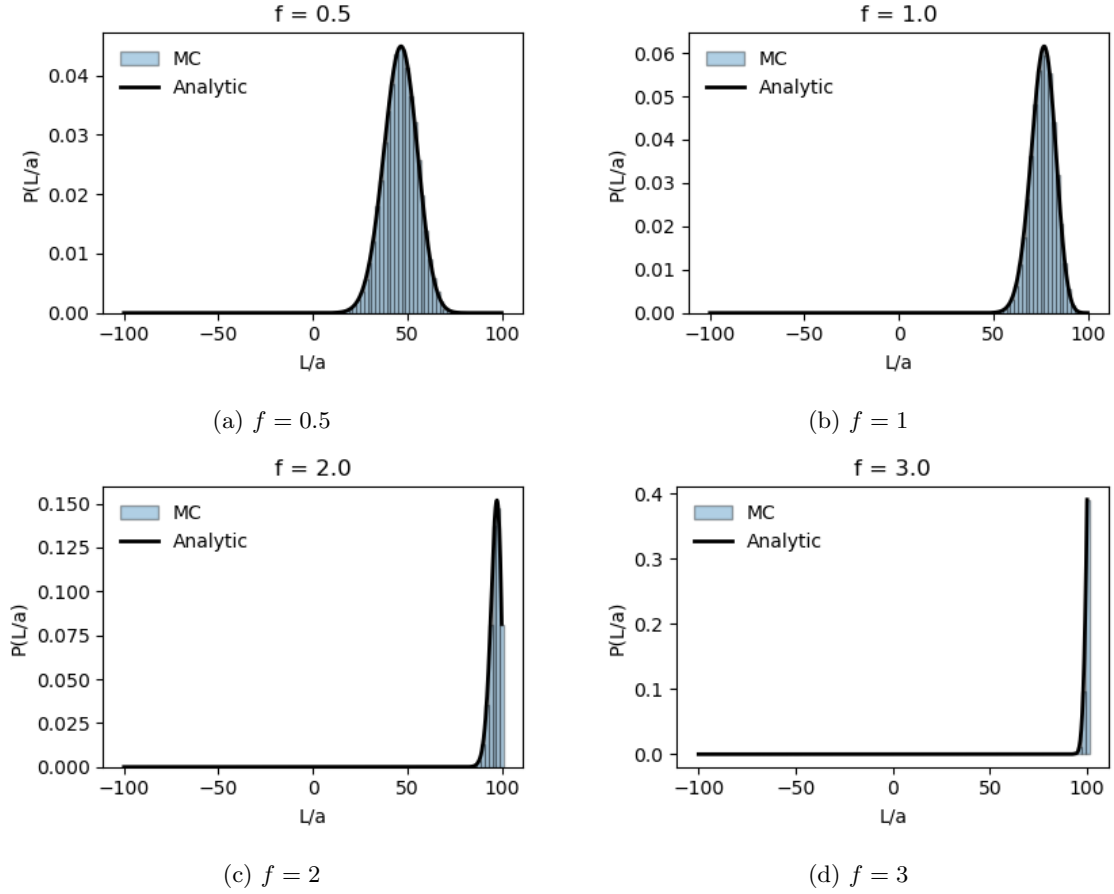 f = 0.5
MC
Analytic
0.04
0.03
0.02
0.01
0.00
P(L/a)
−100
−50
0
50
100
L/a
(a) f = 0.5
f = 1.0
MC
Analytic
0.06
0.05
0.04
0.03
0.02
0.01
0.00
P(L/a)
−100
−50
0
50
100
L/a
(b) f = 1
f = 2.0
MC
Analytic
0.150
0.125
0.100
0.075
0.050
0.025
0.000
P(L/a)
−100
−50
0
50
100
L/a
(c) f = 2
f = 3.0
MC
Analytic
0.4
0.3
0.2
0.1
0.0
P(L/a)
−100
−50
0
50
100
L/a
(d) f = 3